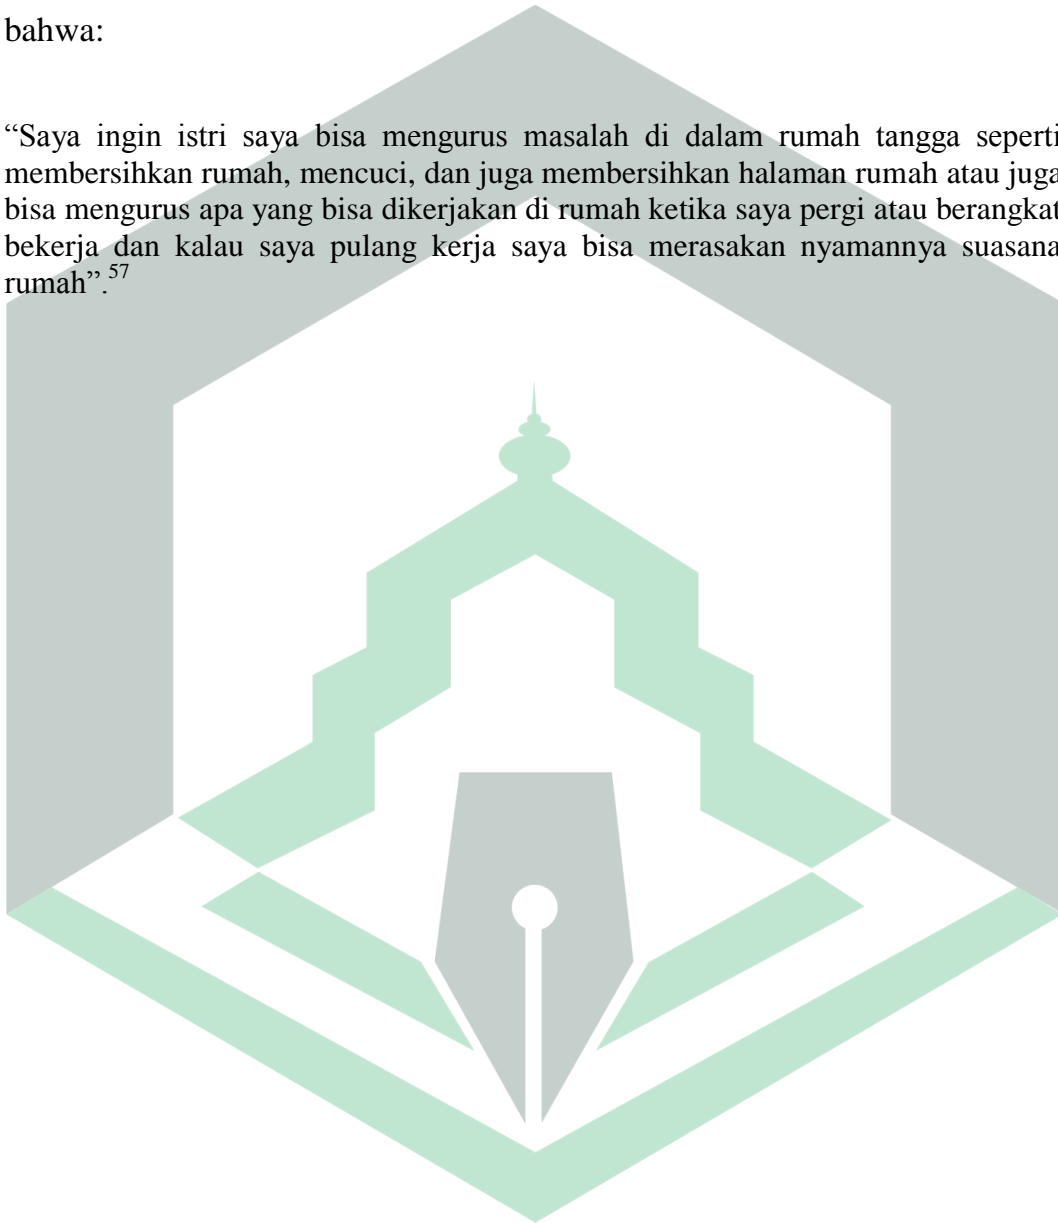 bahwa:
“Saya ingin istri saya bisa mengurus masalah di dalam rumah tangga seperti
membersihkan rumah, mencuci, dan juga membersihkan halaman rumah atau juga
bisa mengurus apa yang bisa dikerjakan di rumah ketika saya pergi atau berangkat
bekerja dan kalau saya pulang kerja saya bisa merasakan nyamannya suasana
rumah”.57